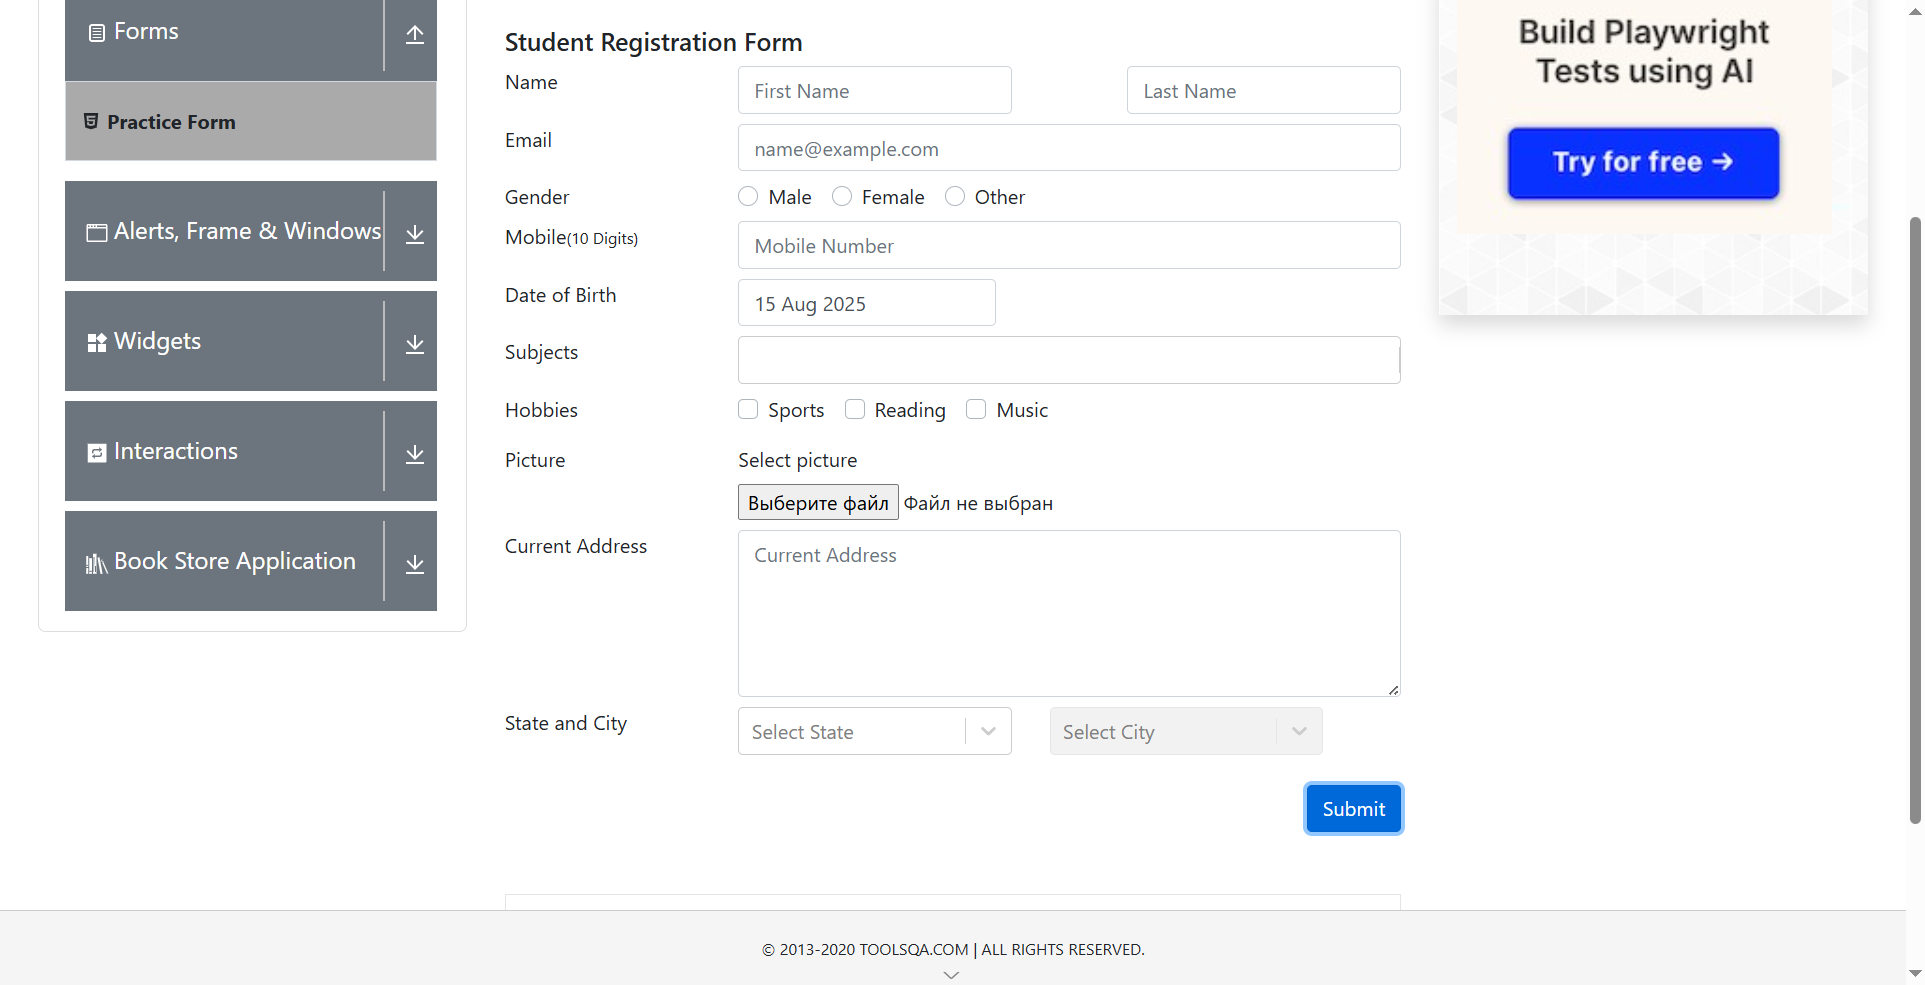 Forms
Practice Form
Alerts, Frame & Windows
Widgets
Interactions
Book Store Application
Student Registration Form
Name
First Name
Last Name
Email
name@example.com
Gender
Male
Female
Other
Mobile(10 Digits)
Mobile Number
Date of Birth
15 Aug 2025
Subjects
Hobbies
Sports
Reading
Music
Picture
Select picture
Выберите файл
Файл не выбран
Current Address
Current Address
State and City
Select State
Select City
Submit
Build Playwright
Tests using AI
Try for free →
© 2013-2020 TOOLSQA.COM | ALL RIGHTS RESERVED.